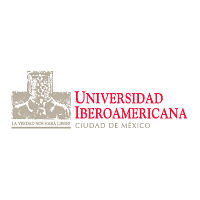 UNIVERSIDAD
IBEROAMERICANA
CIUDAD DE MÉXICO
LA VERDAD NOS HARÁ LIBRES